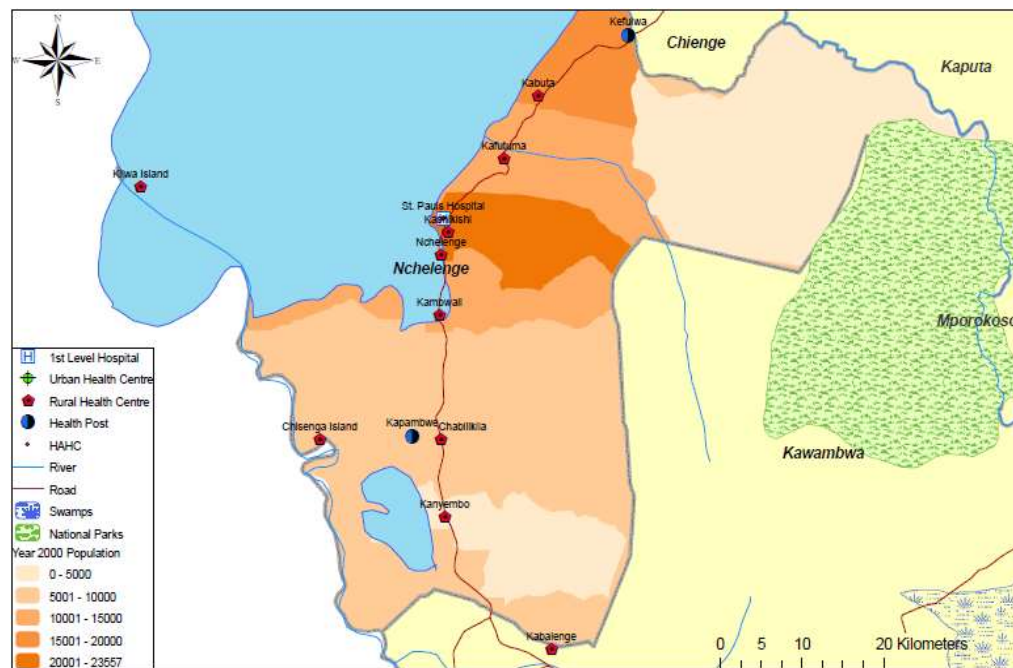 N
W
E
S
Kefulwa
Chienge
Kaputa
Kabuta
Kafutuma
Kilwa Island
St. Pauls Hospital
Kashikishi
Nchelenge
Nchelenge
Kambwali
Mporokoso
Chisenga Island
Kapambwe
Chabilikila
Kawambwa
Kanyembo
Kabalenge
1st Level Hospital
Urban Health Centre
Rural Health Centre
Health Post
HAHC
River
Road
Swamps
National Parks
Year 2000 Population
0 - 5000
5001 - 10000
10001 - 15000
15001 - 20000
20001 - 23557
0 5 10 20 Kilometers